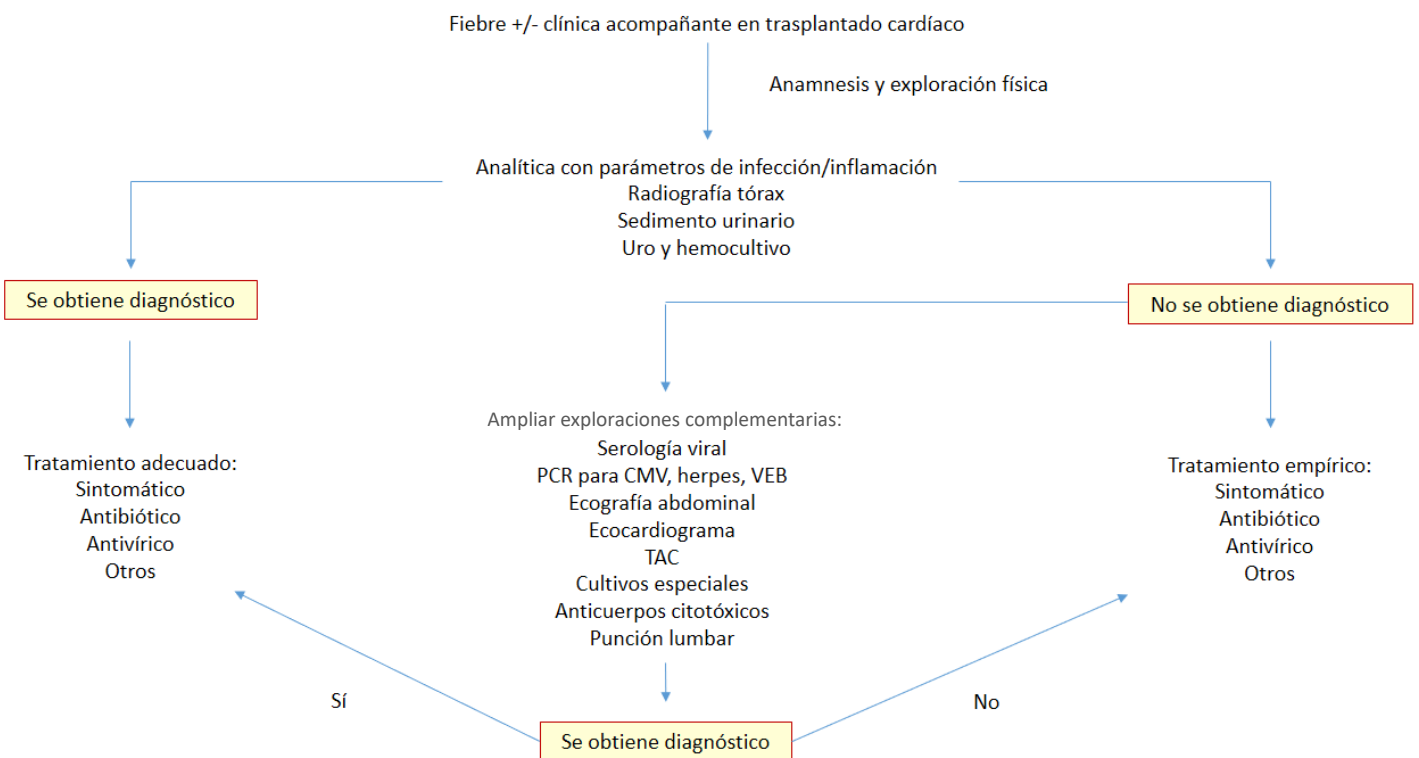 Fiebre +/- clínica acompañante en trasplantado cardíaco
Anamnesis y exploración física
Analítica con parámetros de infección/inflamación
Radiografía tórax
Sedimento urinario
Uro y hemocultivo
Se obtiene diagnóstico
No se obtiene diagnóstico
Tratamiento adecuado:
Sintomático
Antibiótico
Antivírico
Otros
Ampliar exploraciones complementarias:
Serología viral
PCR para CMV, herpes, VEB
Ecografía abdominal
Ecocardiograma
TAC
Cultivos especiales
Anticuerpos citotóxicos
Punción lumbar
Tratamiento empírico:
Sintomático
Antibiótico
Antivírico
Otros
Sí
No
Se obtiene diagnóstico